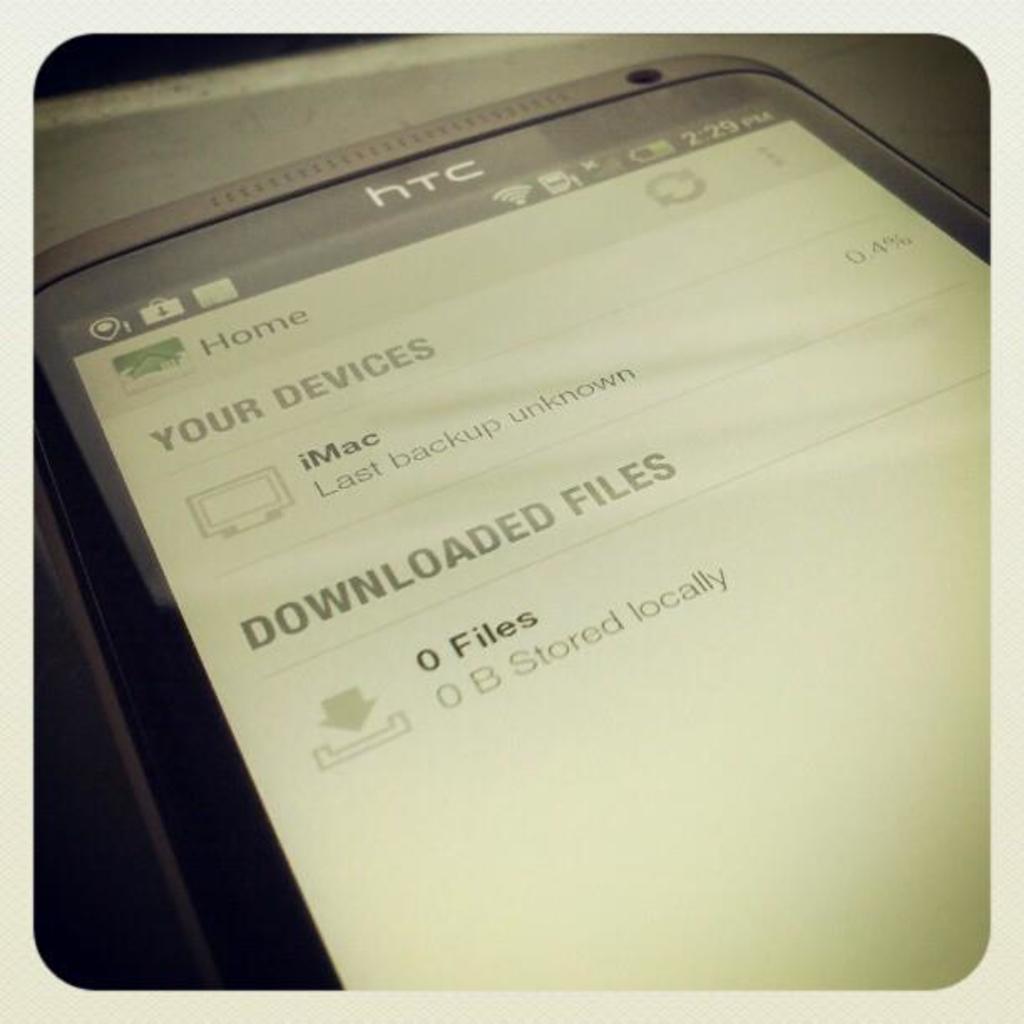 hTC
2:29 PM
Home
YOUR DEVICES
iMac
0.4%
Last backup unknown
DOWNLOADED FILES
0 Files
0 B Stored locally